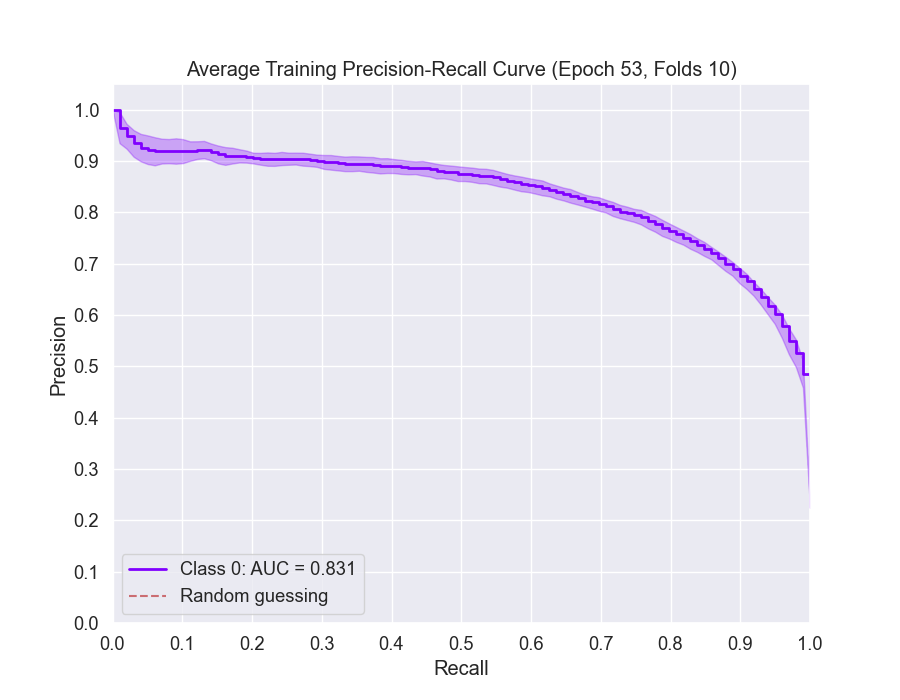 Average Training Precision-Recall Curve (Epoch 53, Folds 10)
1.0
0.9
0.8
0.7
0.6
0.5
0.4
0.3
0.2
0.1
0.0
Precision
Class 0: AUC = 0.831
Random guessing
0.0 0.1 0.2 0.3 0.4 0.5 0.6 0.7 0.8 0.9 1.0
Recall